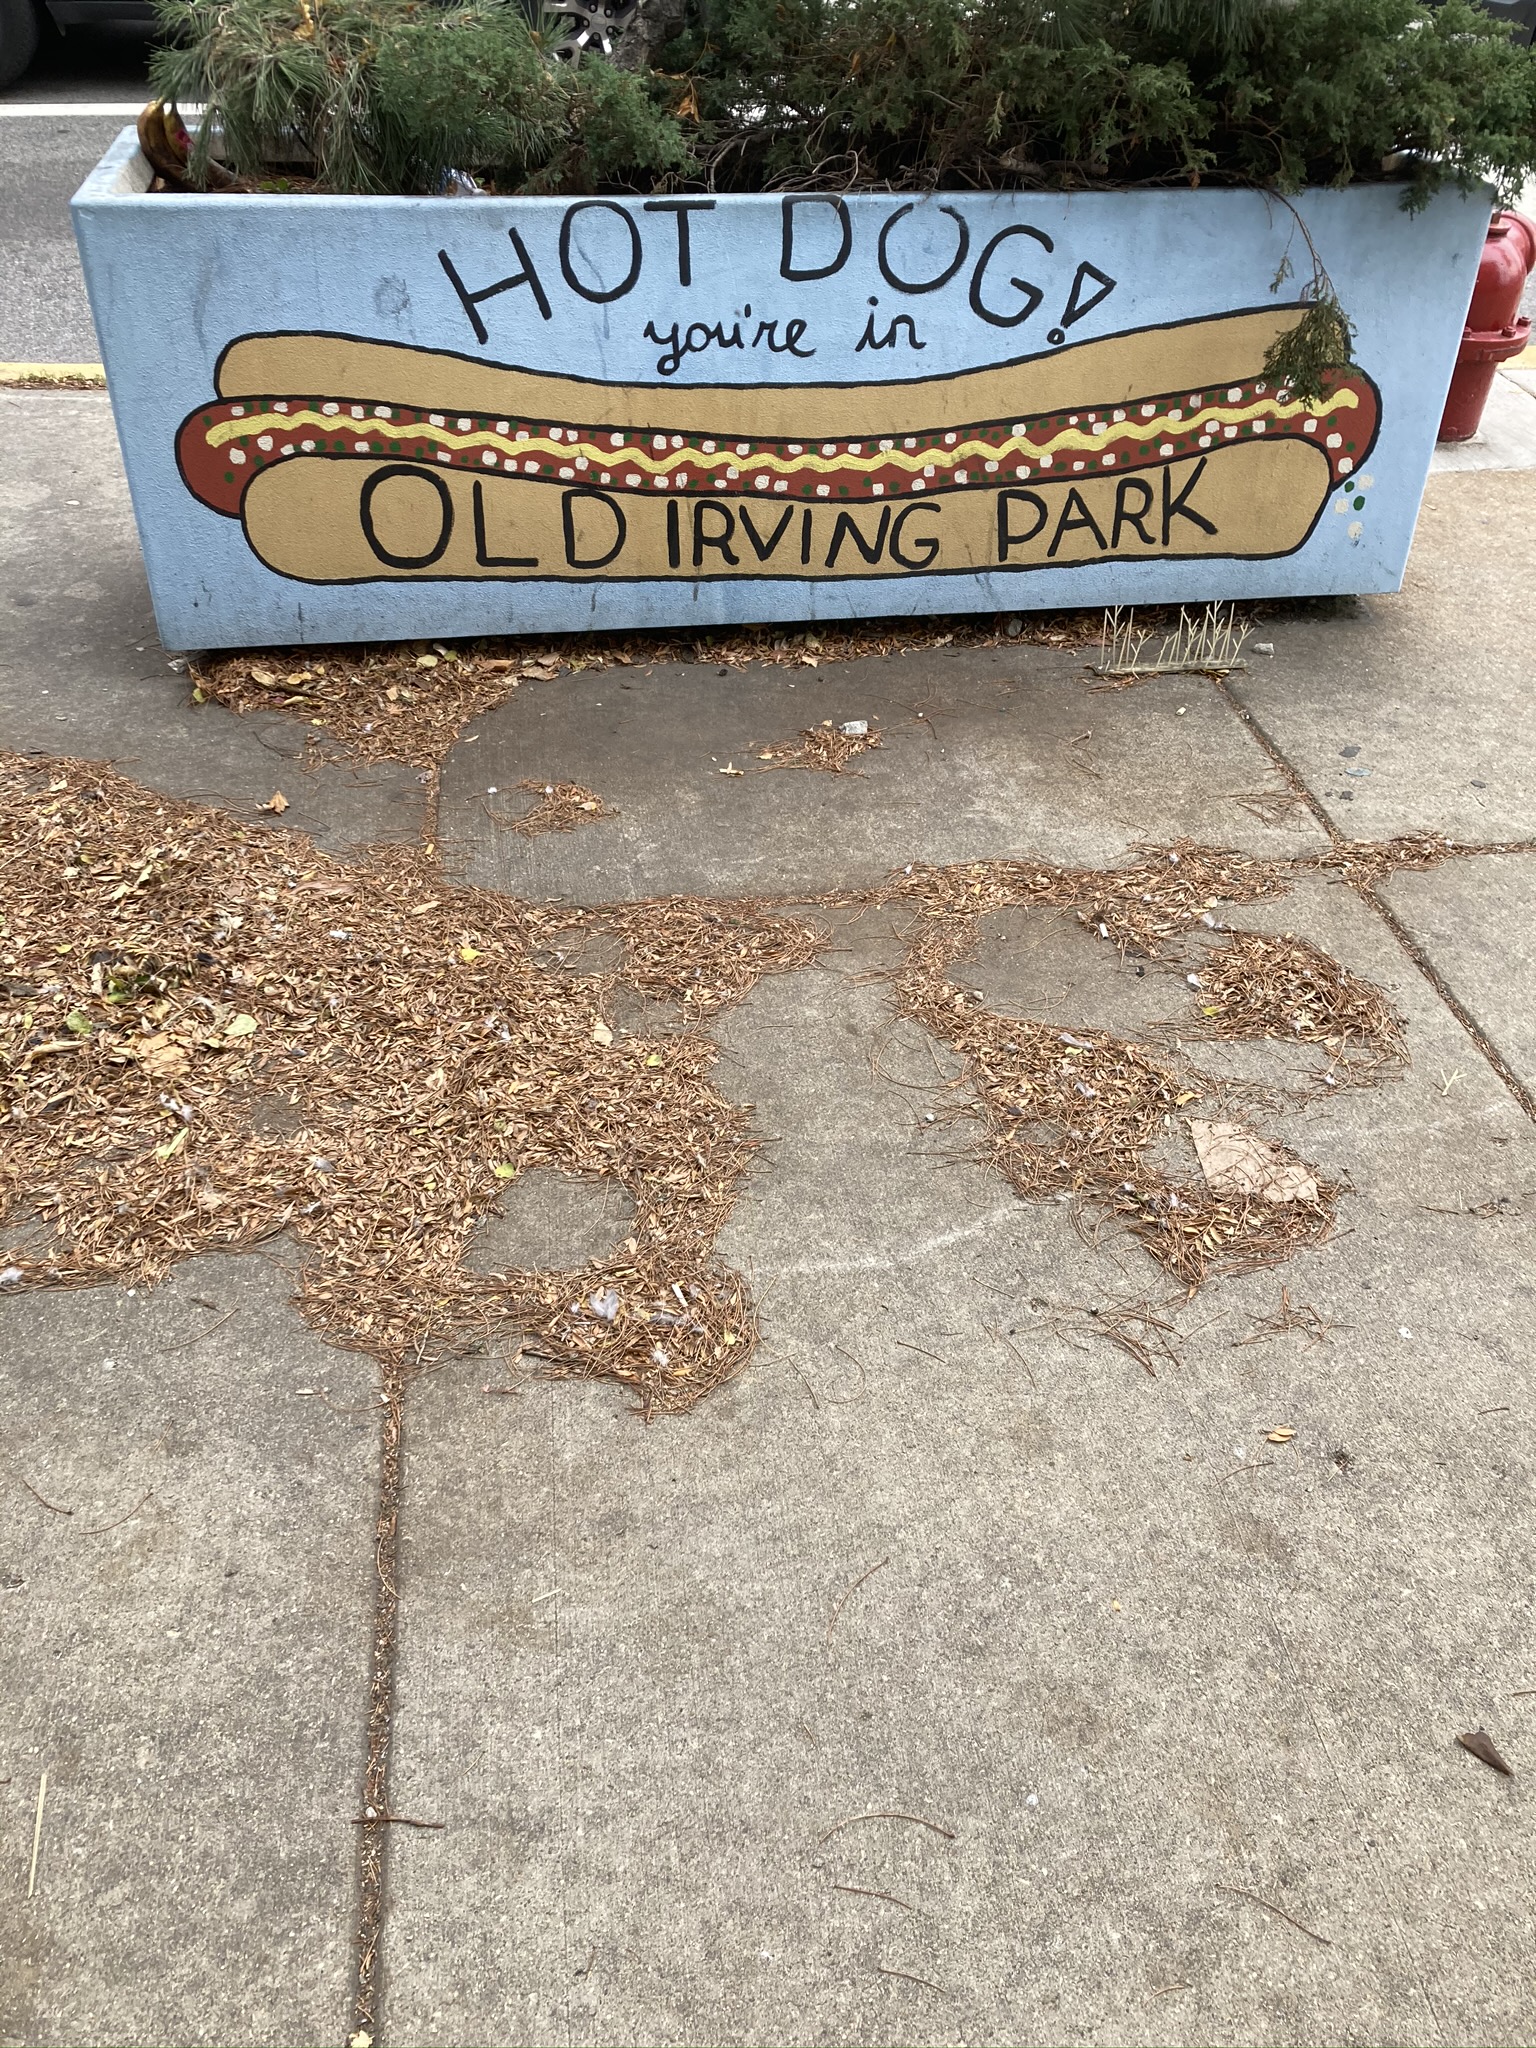 HOT DOG!
you're in
OLD IRVING PARK